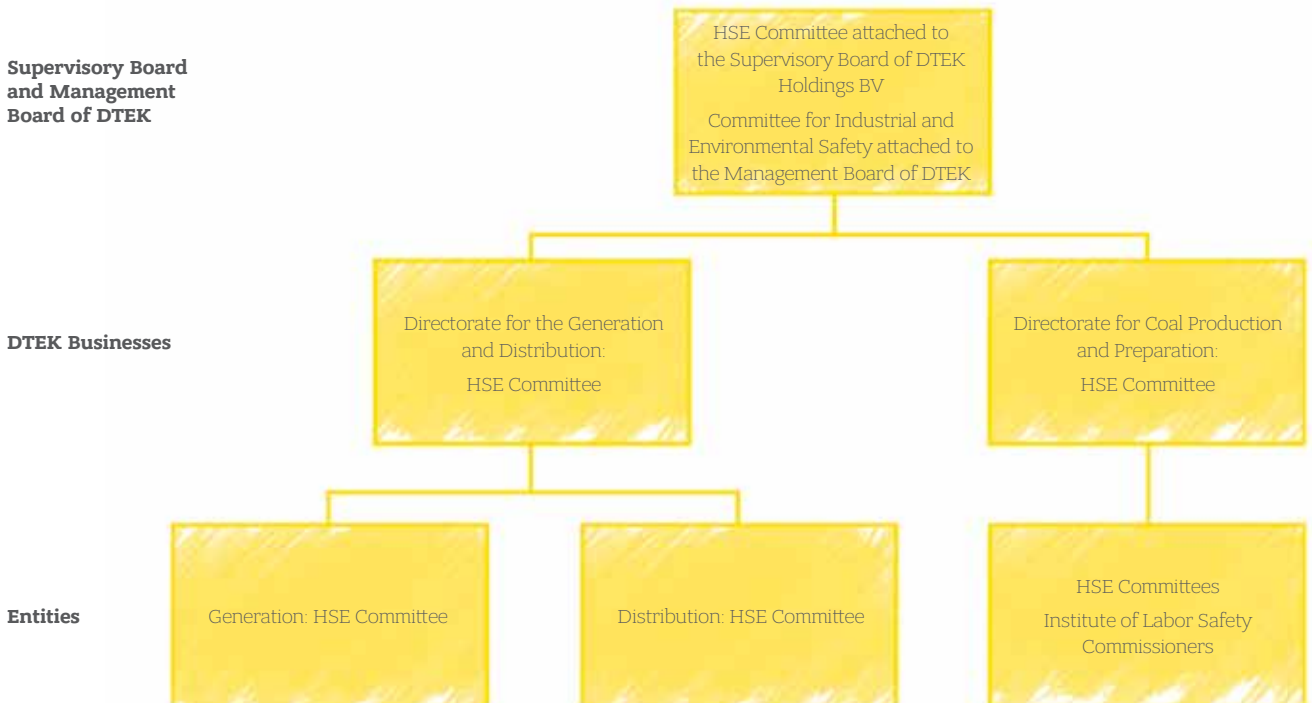 Supervisory Board
and Management
Board of DTEK
HSE Committee attached to
the Supervisory Board of DTEK
Holdings BV
Committee for Industrial and
Environmental Safety attached to
the Management Board of DTEK
DTEK Businesses
Directorate for the Generation
and Distribution:
HSE Committee
Directorate for Coal Production
and Preparation:
HSE Committee
Entities
Generation: HSE Committee
Distribution: HSE Committee
HSE Committees
Institute of Labor Safety
Commissioners